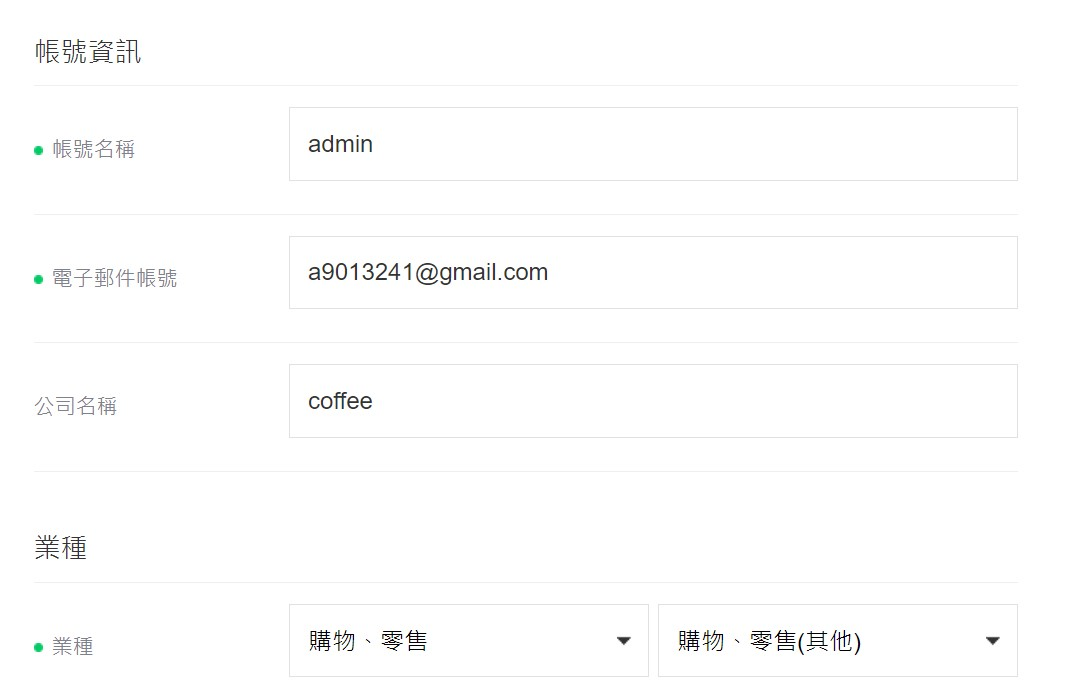 帳號資訊
帳號名稱
admin
電子郵件帳號
a9013241@gmail.com
公司名稱
coffee
業種
業種
購物、零售
購物、零售(其他)